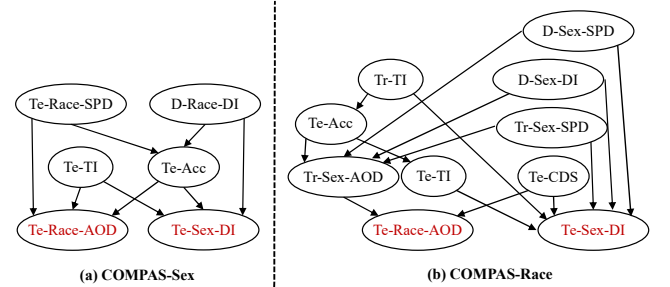 Te-Race-SPD
D-Race-DI
Te-TI
Te-Acc
Te-Race-AOD
Te-Sex-DI
(a) COMPAS-Sex
D-Sex-SPD
Tr-TI
D-Sex-DI
Te-Acc
Tr-Sex-SPD
Tr-Sex-AOD
Te-TI
Te-CDS
Te-Race-AOD
Te-Sex-DI
(b) COMPAS-Race